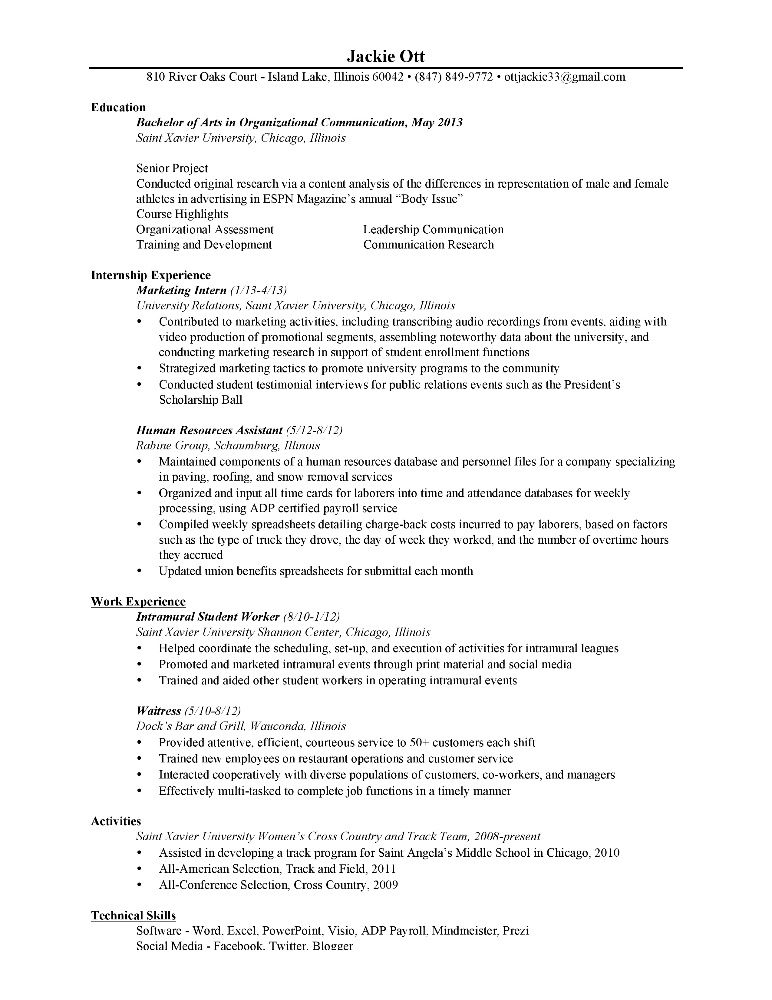 Jackie Ott
810 River Oaks Court - Island Lake, Illinois 60042 • (847) 849-9772 • ottjackie33@gmail.com
Education
Bachelor of Arts in Organizational Communication, May 2013
Saint Xavier University, Chicago, Illinois
Senior Project
Conducted original research via a content analysis of the differences in representation of male and female
athletes in advertising in ESPN Magazine's annual “Body Issue”
Course Highlights
Organizational Assessment Leadership Communication
Training and Development Communication Research
Internship Experience
Marketing Intern (1/13-4/13)
University Relations, Saint Xavier University, Chicago, Illinois
• Contributed to marketing activities, including transcribing audio recordings from events, aiding with
video production of promotional segments, assembling noteworthy data about the university, and
conducting marketing research in support of student enrollment functions
• Strategized marketing tactics to promote university programs to the community
• Conducted student testimonial interviews for public relations events such as the President's
Scholarship Ball
Human Resources Assistant (5/12-8/12)
Rabine Group, Schaumburg, Illinois
• Maintained components of a human resources database and personnel files for a company specializing
in paving, roofing, and snow removal services
• Organized and input all time cards for laborers into time and attendance databases for weekly
processing, using ADP certified payroll service
• Compiled weekly spreadsheets detailing charge-back costs incurred to pay laborers, based on factors
such as the type of truck they drove, the day of week they worked, and the number of overtime hours
they accrued
• Updated union benefits spreadsheets for submittal each month
Work Experience
Intramural Student Worker (8/10-1/12)
Saint Xavier University Shannon Center, Chicago, Illinois
• Helped coordinate the scheduling, set-up, and execution of activities for intramural leagues
• Promoted and marketed intramural events through print material and social media
• Trained and aided other student workers in operating intramural events
Waitress (5/10-8/12)
Dock's Bar and Grill, Wauconda, Illinois
• Provided attentive, efficient, courteous service to 50+ customers each shift
• Trained new employees on restaurant operations and customer service
• Interacted cooperatively with diverse populations of customers, co-workers, and managers
• Effectively multi-tasked to complete job functions in a timely manner
Activities
Saint Xavier University Women's Cross Country and Track Team, 2008-present
• Assisted in developing a track program for Saint Angela's Middle School in Chicago, 2010
• All-American Selection, Track and Field, 2011
• All-Conference Selection, Cross Country, 2009
Technical Skills
Software - Word, Excel, PowerPoint, Visio, ADP Payroll, Mindmeister, Prezi
Social Media - Facebook, Twitter, Blogger